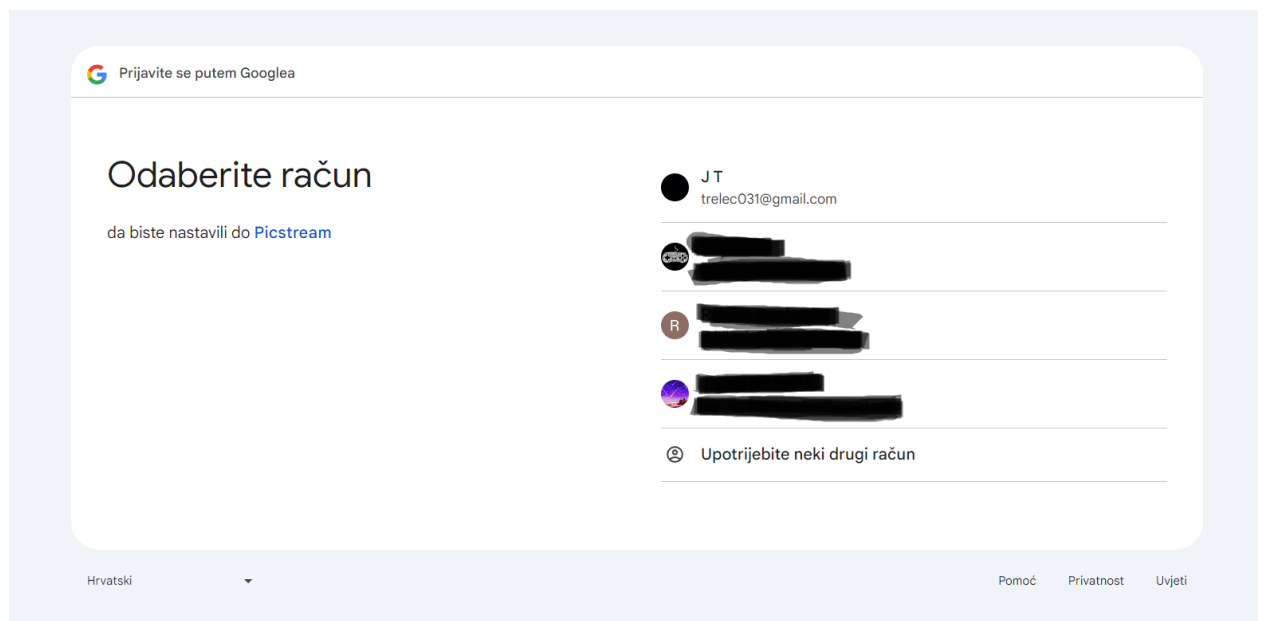 Prijavite se putem Googlea
Odaberite račun
da biste nastavili do Picstream
J T
trelec031@gmail.com
R
Upotrijebite neki drugi račun
Hrvatski
Pomoć
Privatnost
Uvjeti